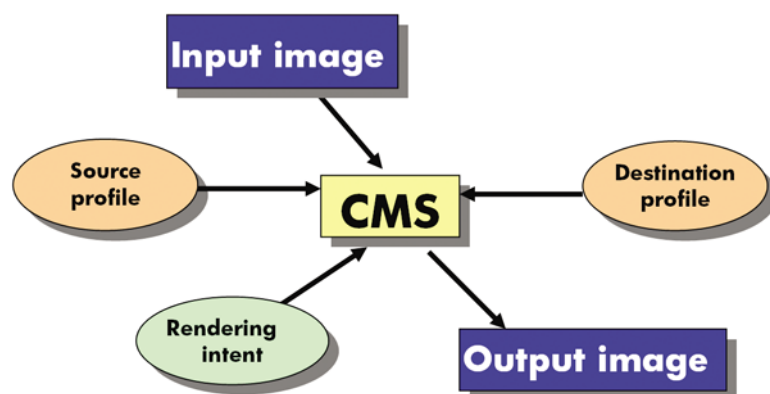 Input image
Source
profile
CMS
Destination
profile
Rendering
intent
Output image